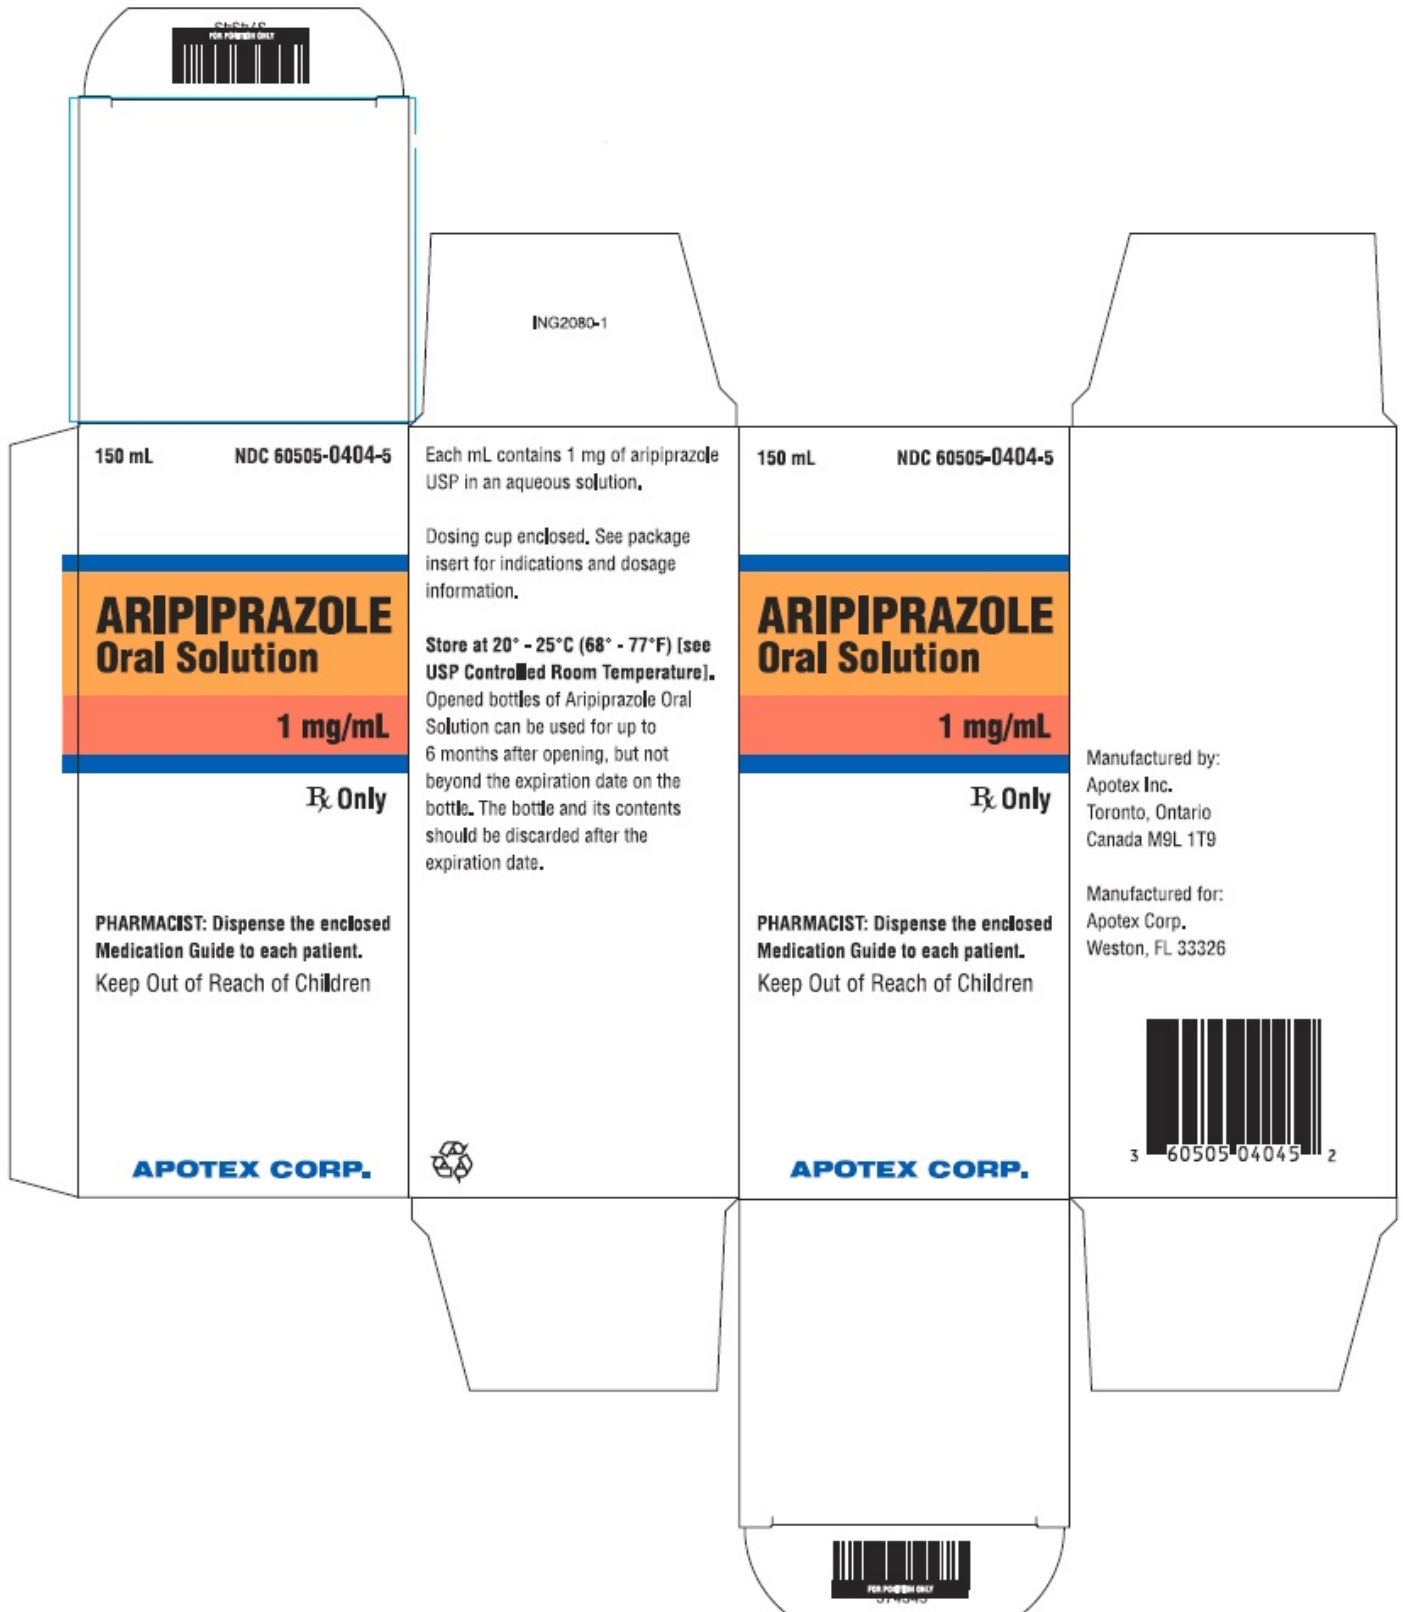 FOR POSITION ONLY
ING2080-1
150 mL NDC 60505-0404-5
ARIPIPRAZOLE
Oral Solution
1 mg/mL
℞ Only
PHARMACIST: Dispense the enclosed
Medication Guide to each patient.
Keep Out of Reach of Children
APOTEX CORP.
Each mL contains 1 mg of aripiprazole
USP in an aqueous solution.
Dosing cup enclosed. See package
insert for indications and dosage
information.
Store at 20° - 25°C (68° - 77°F) [see
USP Controlled Room Temperature].
Opened bottles of Aripiprazole Oral
Solution can be used for up to
6 months after opening, but not
beyond the expiration date on the
bottle. The bottle and its contents
should be discarded after the
expiration date.
150 mL NDC 60505-0404-5
ARIPIPRAZOLE
Oral Solution
1 mg/mL
℞ Only
PHARMACIST: Dispense the enclosed
Medication Guide to each patient.
Keep Out of Reach of Children
APOTEX CORP.
Manufactured by:
Apotex Inc.
Toronto, Ontario
Canada M9L 1T9
Manufactured for:
Apotex Corp.
Weston, FL 33326
3 60505 04045 2
FOR POSITION ONLY